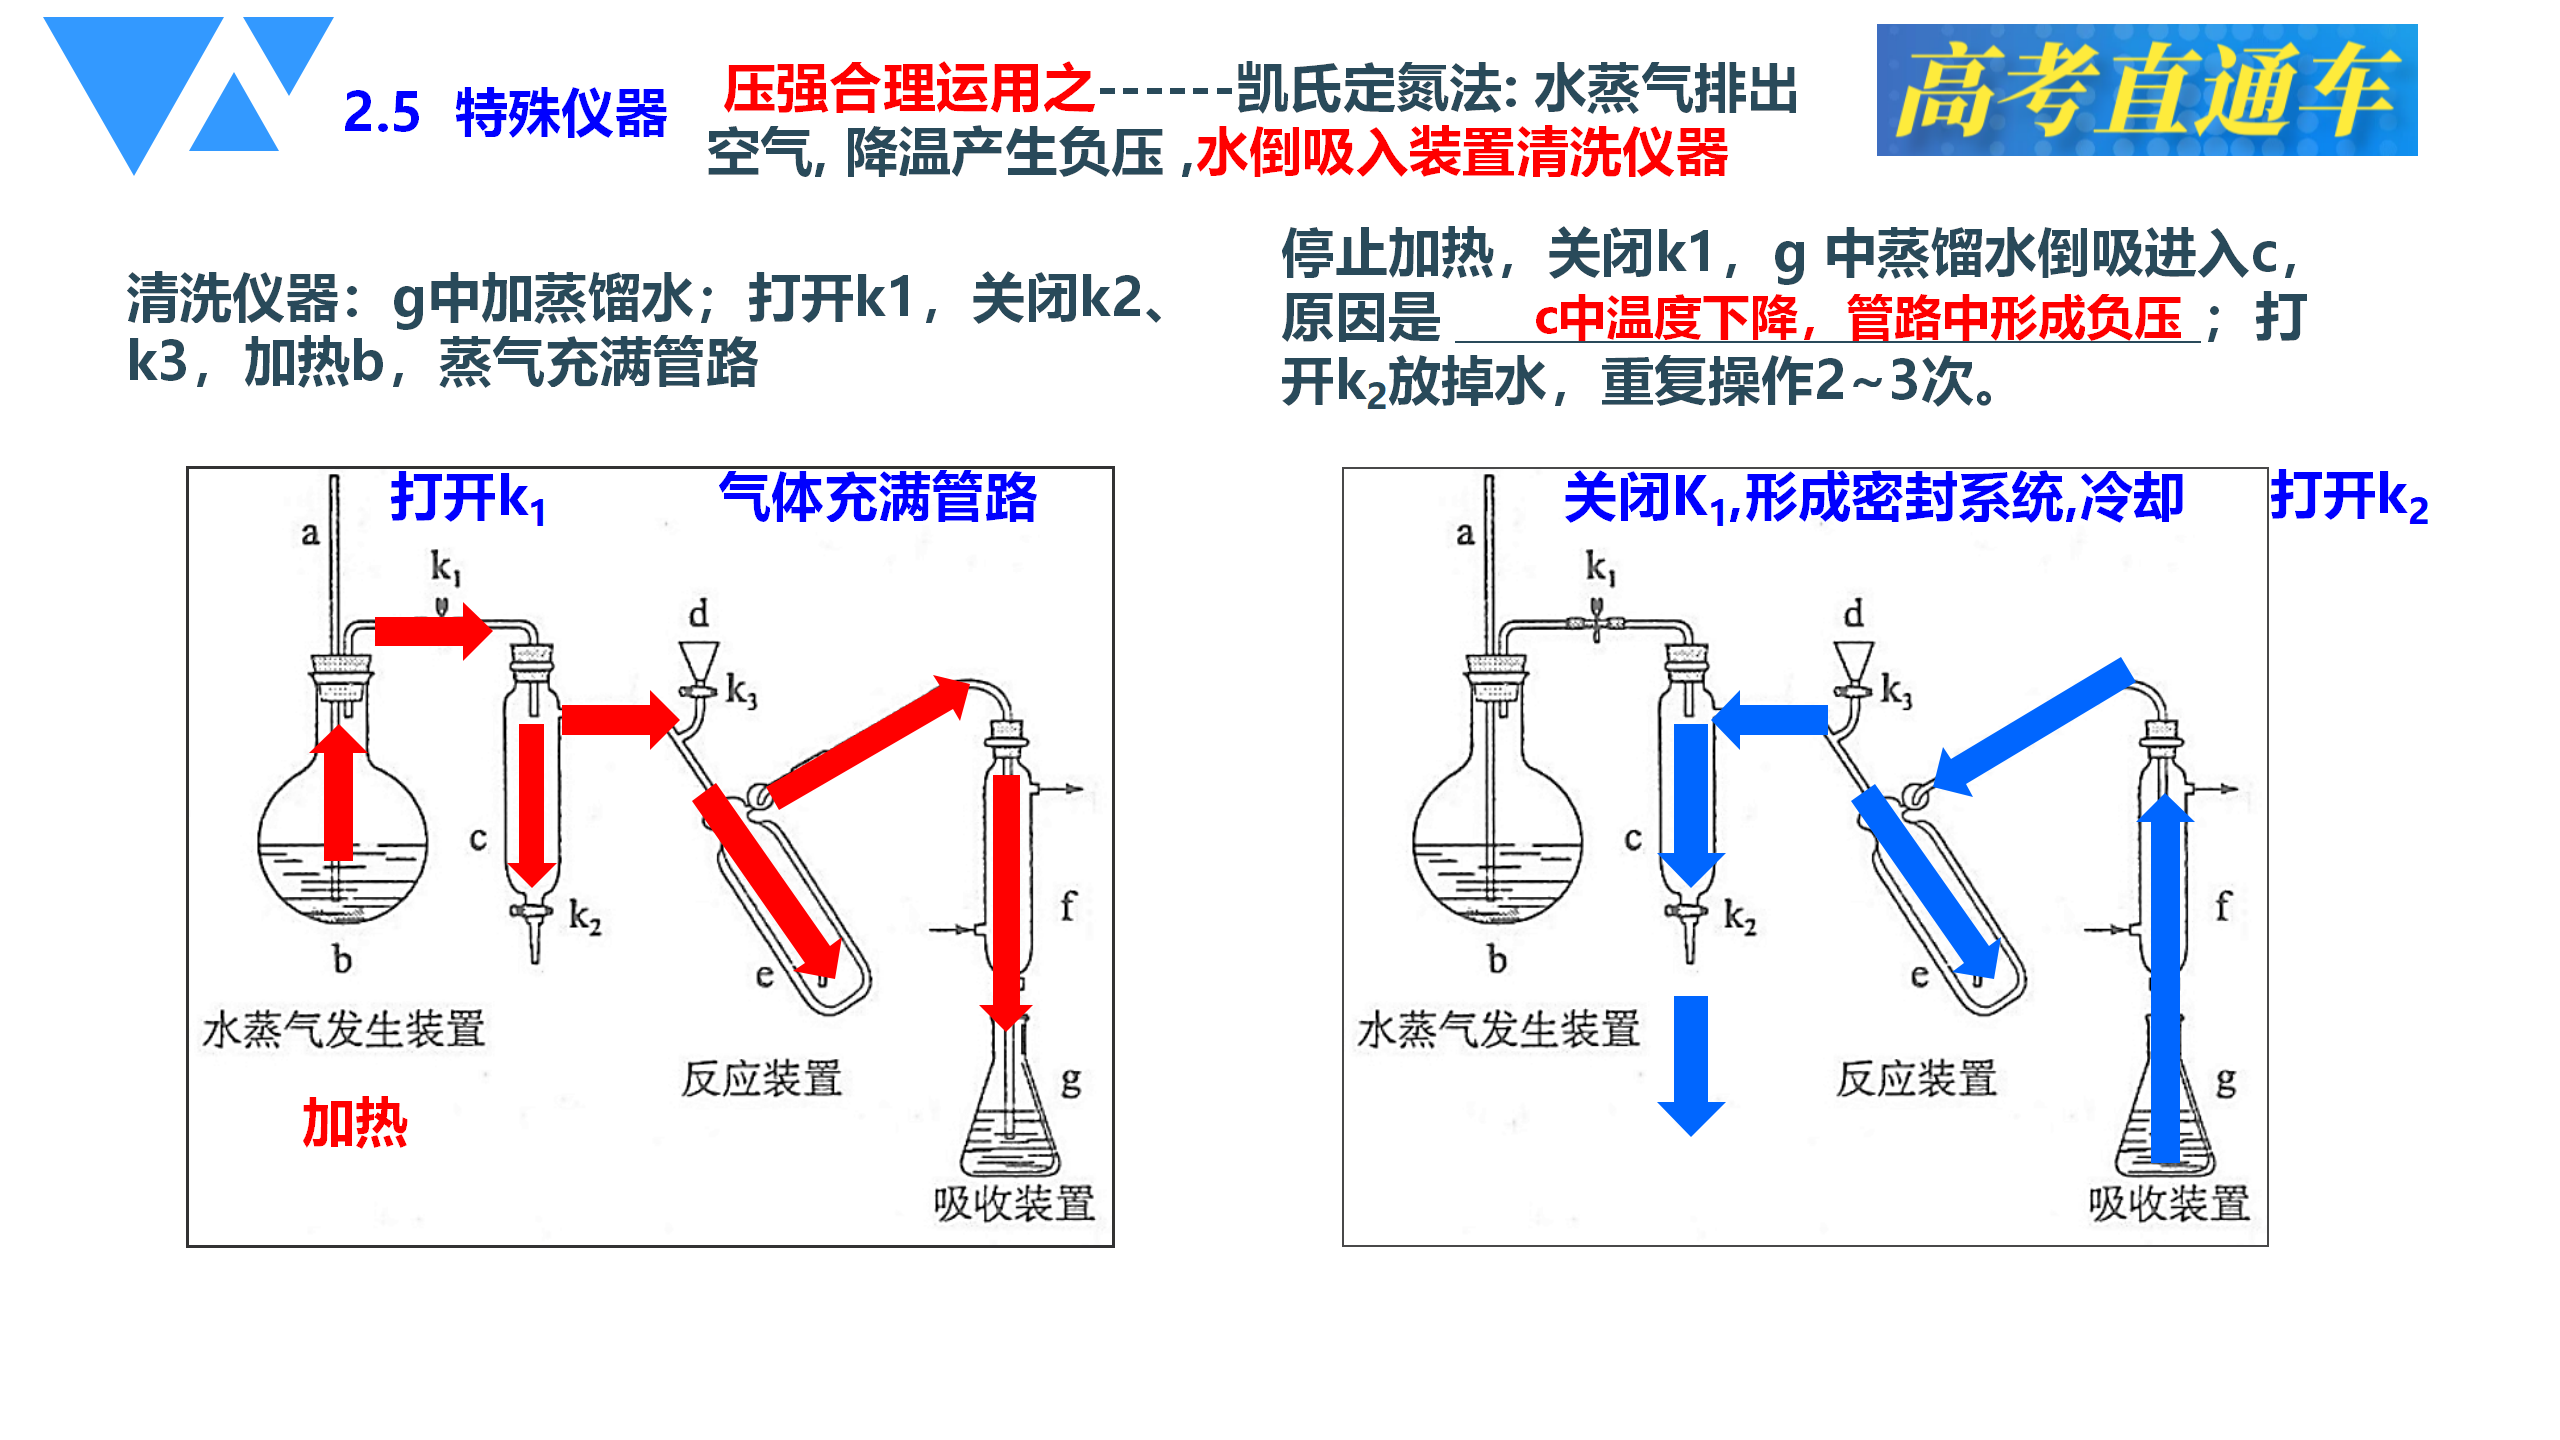 2.5 特殊仪器
压强合理运用之------凯氏定氮法: 水蒸气排出
空气, 降温产生负压 ,水倒吸入装置清洗仪器
高考直通车
清洗仪器：g中加蒸馏水；打开k1，关闭k2、
k3，加热b，蒸气充满管路
停止加热，关闭k1，g 中蒸馏水倒吸进入c，
原因是 c中温度下降，管路中形成负压 ；打
开k₂放掉水，重复操作2~3次。
打开k₁
气体充满管路
a
k₁
d
k₃
c
k₂
b
e
f
g
水蒸气发生装置
反应装置
加热
吸收装置
关闭K₁,形成密封系统,冷却
打开k₂
a
k₁
d
k₃
c
k₂
b
e
f
g
水蒸气发生装置
反应装置
吸收装置